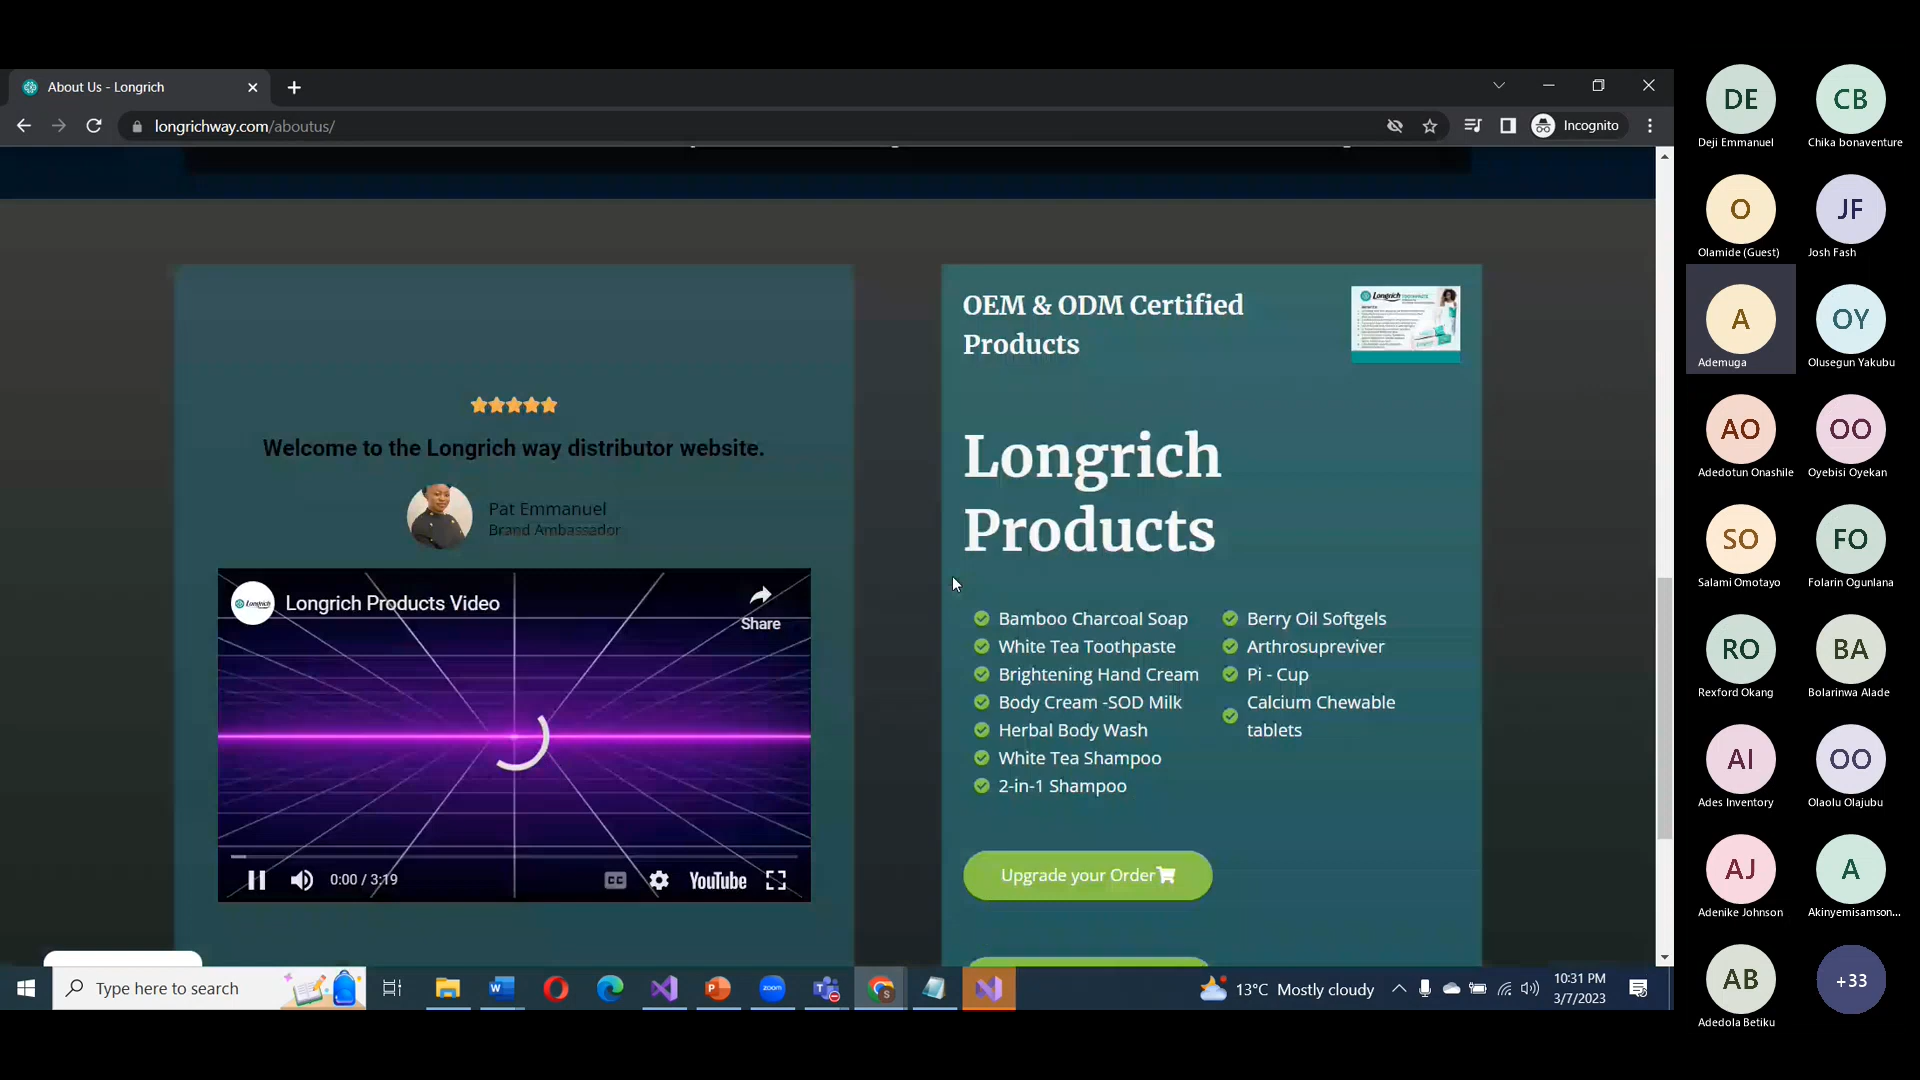 About Us - Longrich
longrichway.com/aboutus/
Incognito
Welcome to the Longrich way distributor website.
Pat Emmanuel
Brand Ambassador
Longrich
Longrich Products Video
Share
0:00 / 3:19
CC
YouTube
OEM & ODM Certified
Products
Longrich
Longrich
Products
Bamboo Charcoal Soap
White Tea Toothpaste
Brightening Hand Cream
Body Cream -SOD Milk
Herbal Body Wash
White Tea Shampoo
2-in-1 Shampoo
Berry Oil Softgels
Arthrosupreviver
Pi - Cup
Calcium Chewable
tablets
Upgrade your Order
Type here to search
zoom
13°C Mostly cloudy
10:31 PM
3/7/2023
DE
Deji Emmanuel
CB
Chika bonaventure
O
Olamide (Guest)
JF
Josh Fash
A
Ademuga
OY
Olusegun Yakubu
AO
Adedotun Onashile
OO
Oyebisi Oyekan
SO
Salami Omotayo
FO
Folarin Ogunlana
RO
Rexford Okang
BA
Bolarinwa Alade
AI
Ades Inventory
OO
Olaolu Olajubu
AJ
Adenike Johnson
A
Akinyemisamson...
AB
Adedola Betiku
+33